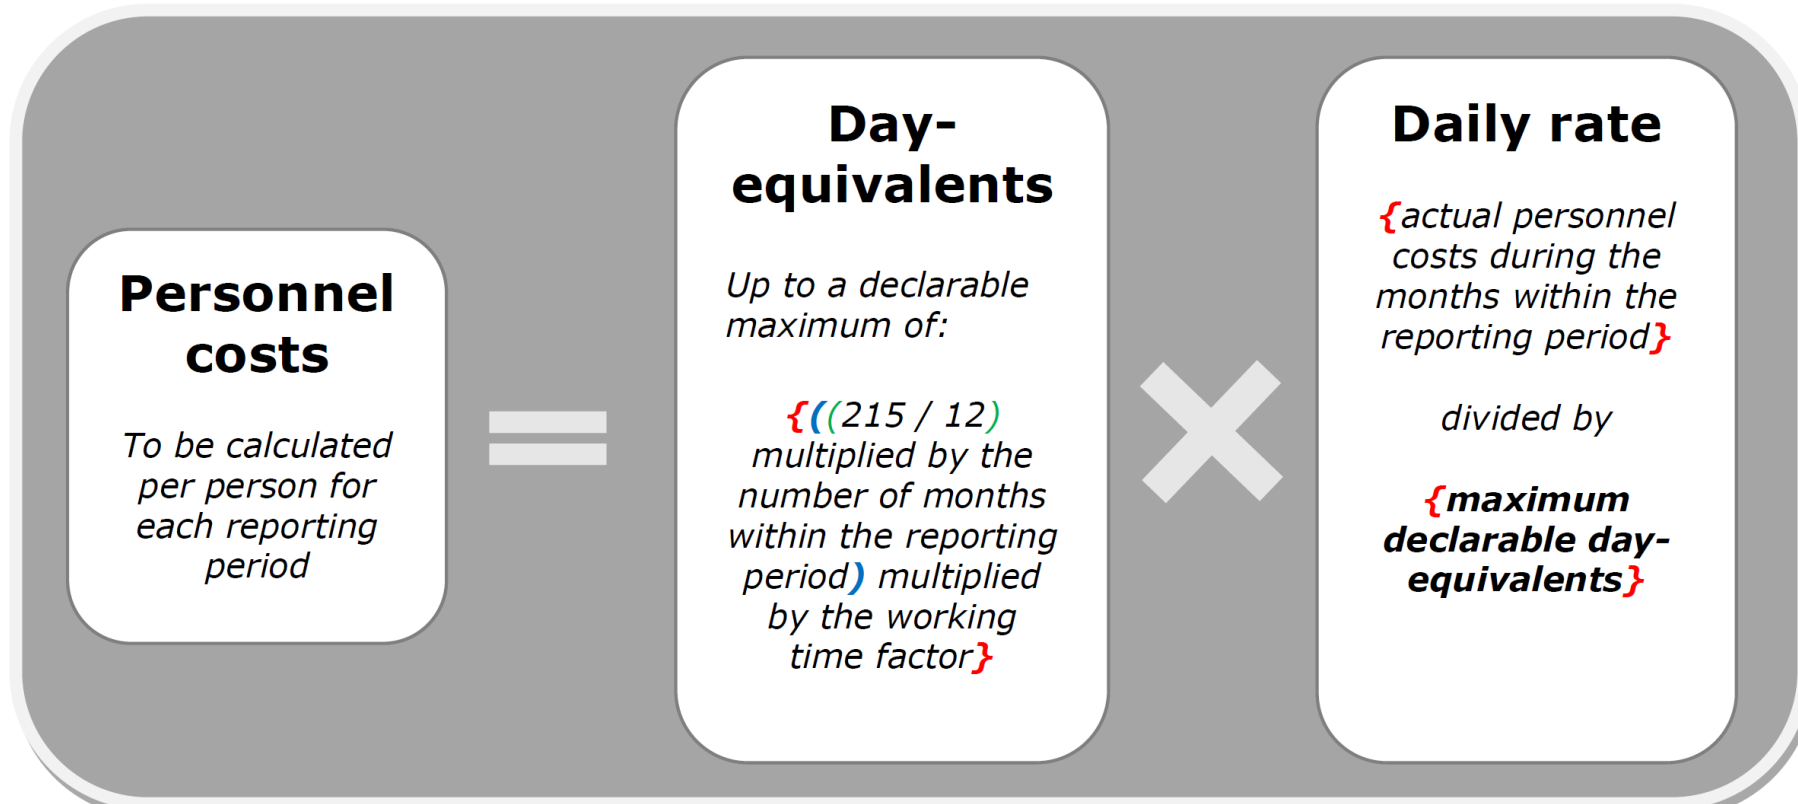 Personnel
costs
To be calculated
per person for
each reporting
period
=
Day-
equivalents
Up to a declarable
maximum of:
{((215 / 12)
multiplied by the
number of months
within the reporting
period) multiplied
by the working
time factor}
×
Daily rate
{actual personnel
costs during the
months within the
reporting period}
divided by
{maximum
declarable day-
equivalents}